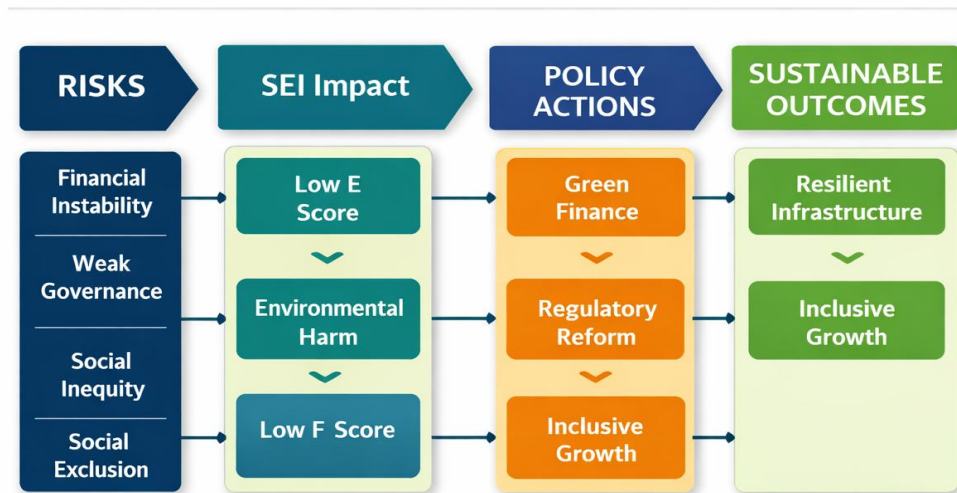 RISKS
SEI Impact
POLICY
ACTIONS
SUSTAINABLE
OUTCOMES
Financial
Instability
Weak
Governance
Social
Inequity
Social
Exclusion
Low E
Score
Environmental
Harm
Low F Score
Green
Finance
Regulatory
Reform
Inclusive
Growth
Resilient
Infrastructure
Inclusive
Growth